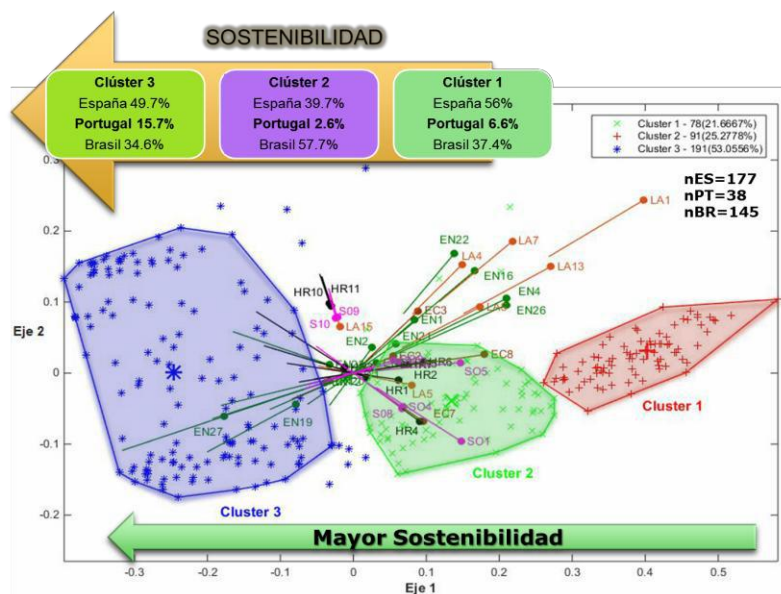 SOSTENIBILIDAD
Clúster 3
España 49.7%
Portugal 15.7%
Brasil 34.6%
Clúster 2
España 39.7%
Portugal 2.6%
Brasil 57.7%
Clúster 1
España 56%
Portugal 6.6%
Brasil 37.4%
Cluster 1 - 78(21.6667%)
Cluster 2 - 91(25.2778%)
Cluster 3 - 191(53.0556%)
nES=177
nPT=38
nBR=145
0.3
0.2
0.1
0
-0.1
-0.2
Eje 2
LA1
EN22
LA4
LA7
EN16
LA13
HR10
HR11
S09
S10
LA15
EC3
EN1
EN4
EN26
EN21
EN2
EC8
SO5
HR2
HR1
LA5
S08
SO4
EC7
HR4
SO1
EN27
EN19
Cluster 1
Cluster 2
Cluster 3
Mayor Sostenibilidad
-0.3
-0.2
-0.1
0
0.1
0.2
0.3
0.4
0.5
Eje 1